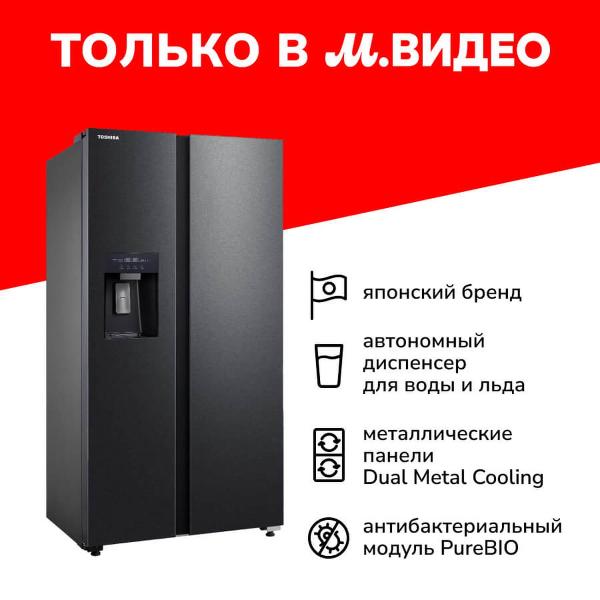 ТОЛЬКО В М.ВИДЕО
TOSHIBA
японский бренд
автономный
диспенсер
для воды и льда
металлические
панели
Dual Metal Cooling
антибактериальный
модуль PureBIO